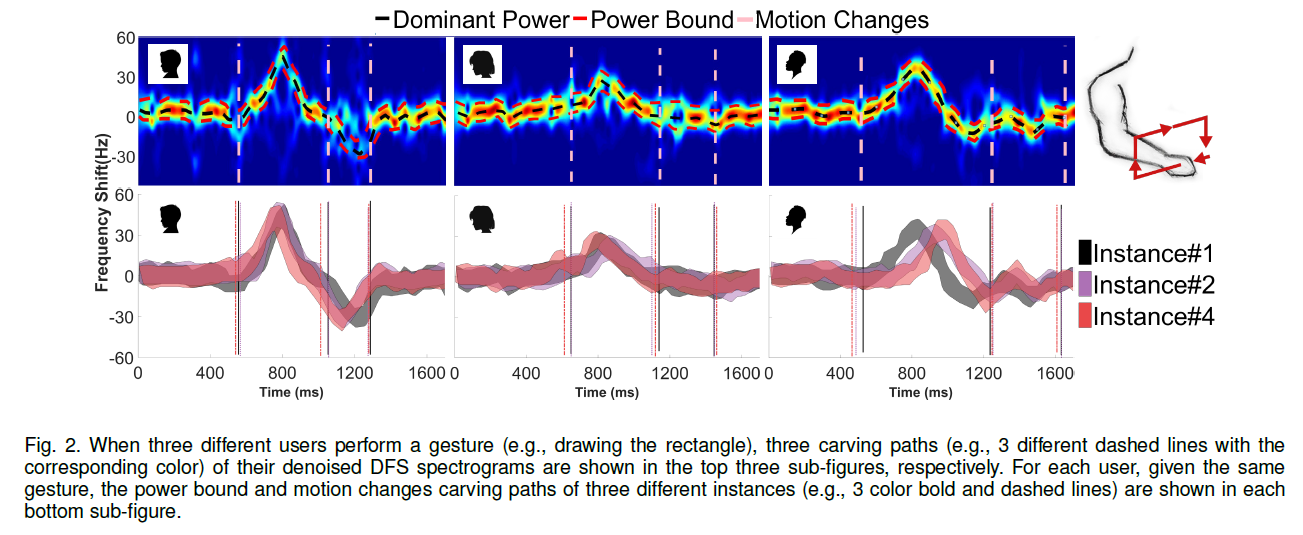 Dominant Power Power Bound Motion Changes
60
30
0
-30
Frequency Shift(Hz)
60
30
0
-30
-60
0 400 800 1200 1600 0 400 800 1200 1600 0 400 800 1200 1600
Time (ms) Time (ms) Time (ms)
Instance#1
Instance#2
Instance#4
Fig. 2. When three different users perform a gesture (e.g., drawing the rectangle), three carving paths (e.g., 3 different dashed lines with the
corresponding color) of their denoised DFS spectrograms are shown in the top three sub-figures, respectively. For each user, given the same
gesture, the power bound and motion changes carving paths of three different instances (e.g., 3 color bold and dashed lines) are shown in each
bottom sub-figure.